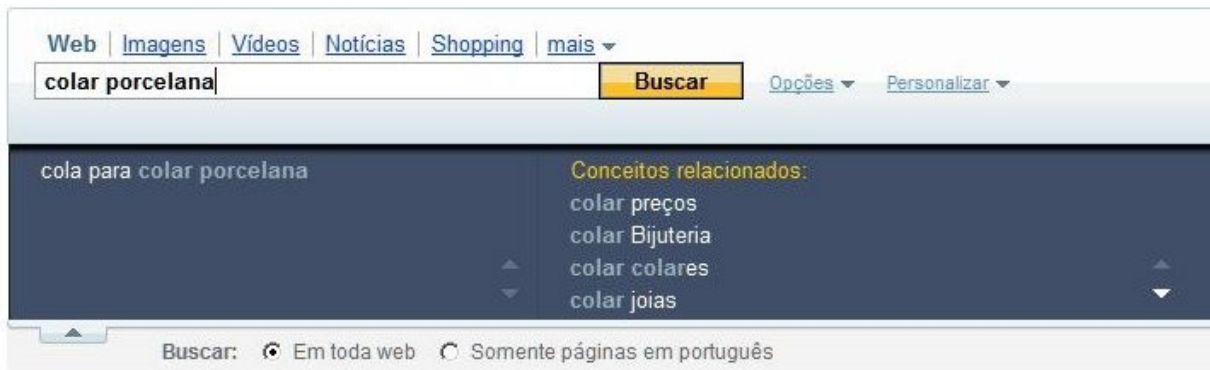 Web | Imagens | Vídeos | Notícias | Shopping | mais
colar porcelana Buscar Opções Personalizar
cola para colar porcelana
Conceitos relacionados:
colar preços
colar Bijuteria
colar colares
colar joias
Buscar: Em toda web Somente páginas em português